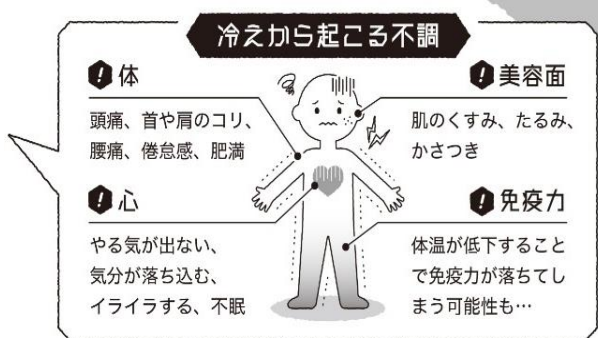 冷えから起こる不調
体
頭痛、首や肩のコリ、
腰痛、倦怠感、肥満
心
やる気が出ない、
気分が落ち込む、
イライラする、不眠
美容面
肌のくすみ、たるみ、
かさつき
免疫力
体温が低下すること
で免疫力が落ちてし
まう可能性も…